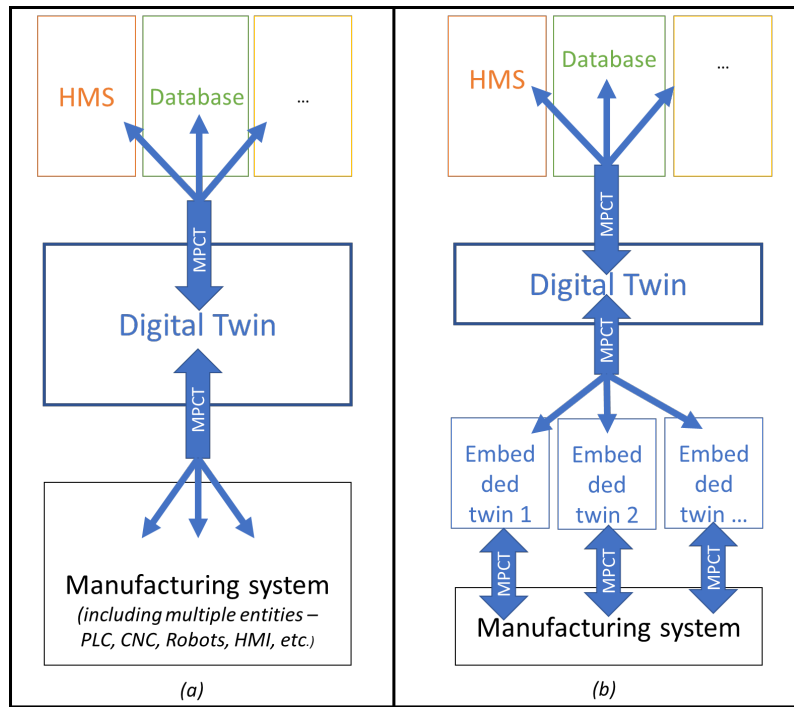 HMS
Database
...
MPCT
Digital Twin
MPCT
Manufacturing system
(including multiple entities –
PLC, CNC, Robots, HMI, etc.)
(a)
HMS
Database
...
MPCT
Digital Twin
MPCT
Embed
ded
twin 1
Embed
ded
twin 2
Embed
ded
twin ...
MPCT
MPCT
MPCT
Manufacturing system
(b)